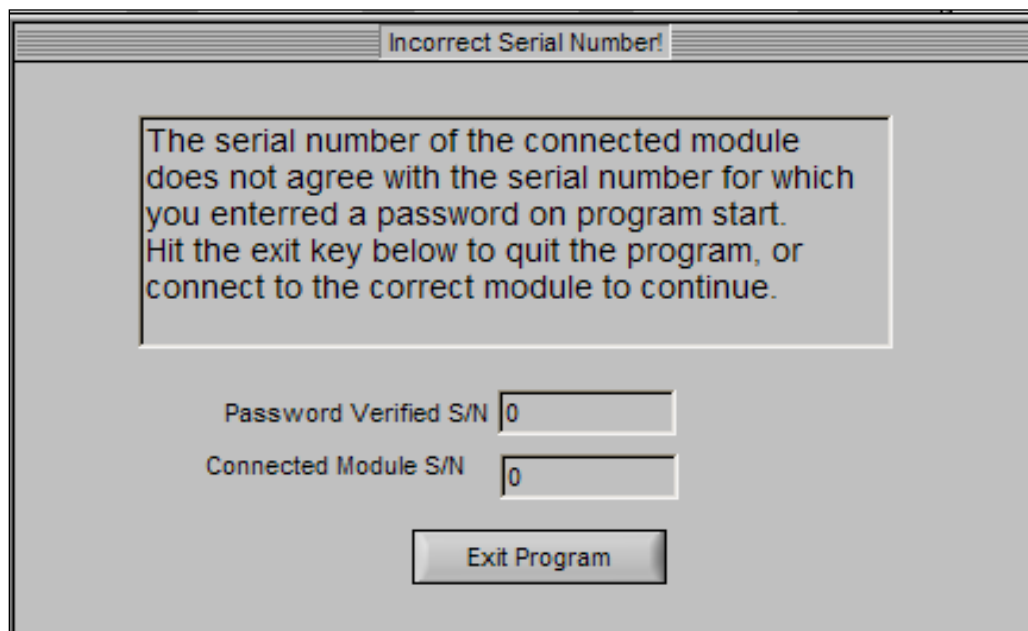 Incorrect Serial Number!
The serial number of the connected module
does not agree with the serial number for which
you enterred a password on program start.
Hit the exit key below to quit the program, or
connect to the correct module to continue.
Password Verified S/N 0
Connected Module S/N 0
Exit Program